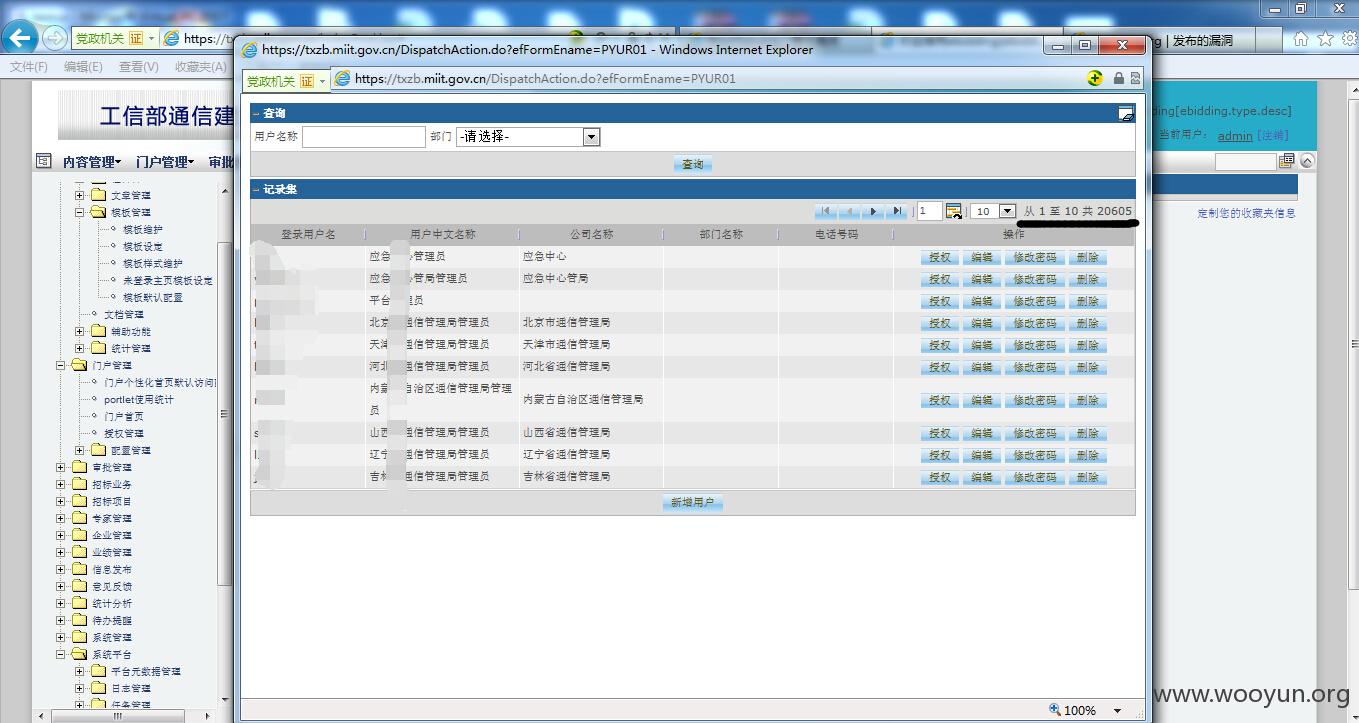 https://txzb.miit.gov.cn/DispatchAction.do?efFormEname=PYUR01 - Windows Internet Explorer
党政机关 证 https://txzb.miit.gov.cn/DispatchAction.do?efFormEname=PYUR01
党政机关 证 https://tx
发布的漏洞
文件(F) 编辑(E) 查看(V) 收藏夹(A)
工信部通信建
ding[ebidding.type.desc]
当前用户: admin [注销]
内容管理 门户管理 审批
定制您的收藏夹信息
文章管理
模板管理
模板维护
模板设定
模板样式维护
未登录主页模板设定
模板默认配置
文档管理
辅助功能
统计管理
门户管理
门户个性化首页默认访问
portlet使用统计
门户首页
授权管理
配置管理
审批管理
招标业务
招标项目
专家管理
企业管理
业绩管理
信息发布
意见反馈
统计分析
待办提醒
系统管理
系统平台
平台元数据管理
日志管理
任务管理
查询
用户名称 部门 -请选择-
查询
记录集
1 10 从 1 至 10 共 20605
登录用户名 用户中文名称 公司名称 部门名称 电话号码 操作
应急 管理员 应急中心 授权 编辑 修改密码 删除
应急 管局管理员 应急中心管局 授权 编辑 修改密码 删除
平台 理员 授权 编辑 修改密码 删除
北京 通信管理局管理员 北京市通信管理局 授权 编辑 修改密码 删除
天津 通信管理局管理员 天津市通信管理局 授权 编辑 修改密码 删除
河北 通信管理局管理员 河北省通信管理局 授权 编辑 修改密码 删除
内蒙 自治区通信管理局管理员 内蒙古自治区通信管理局 授权 编辑 修改密码 删除
山西 通信管理局管理员 山西省通信管理局 授权 编辑 修改密码 删除
辽宁 通信管理局管理员 辽宁省通信管理局 授权 编辑 修改密码 删除
吉林 通信管理局管理员 吉林省通信管理局 授权 编辑 修改密码 删除
新增用户
100%
www.wooyun.org